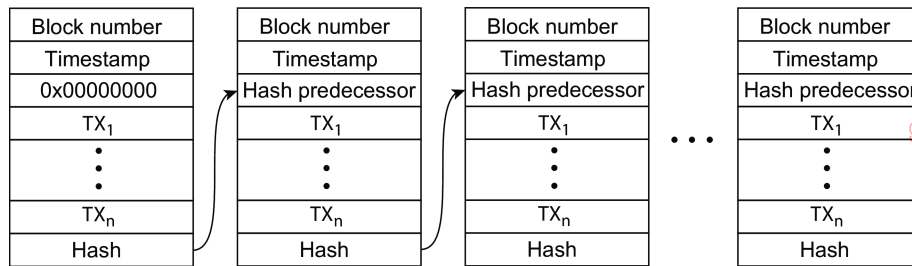 Block number
Timestamp
0x00000000
TX1
TXn
Hash
Block number
Timestamp
Hash predecessor
TX1
TXn
Hash
Block number
Timestamp
Hash predecessor
TX1
TXn
Hash
Block number
Timestamp
Hash predecessor
TX1
TXn
Hash